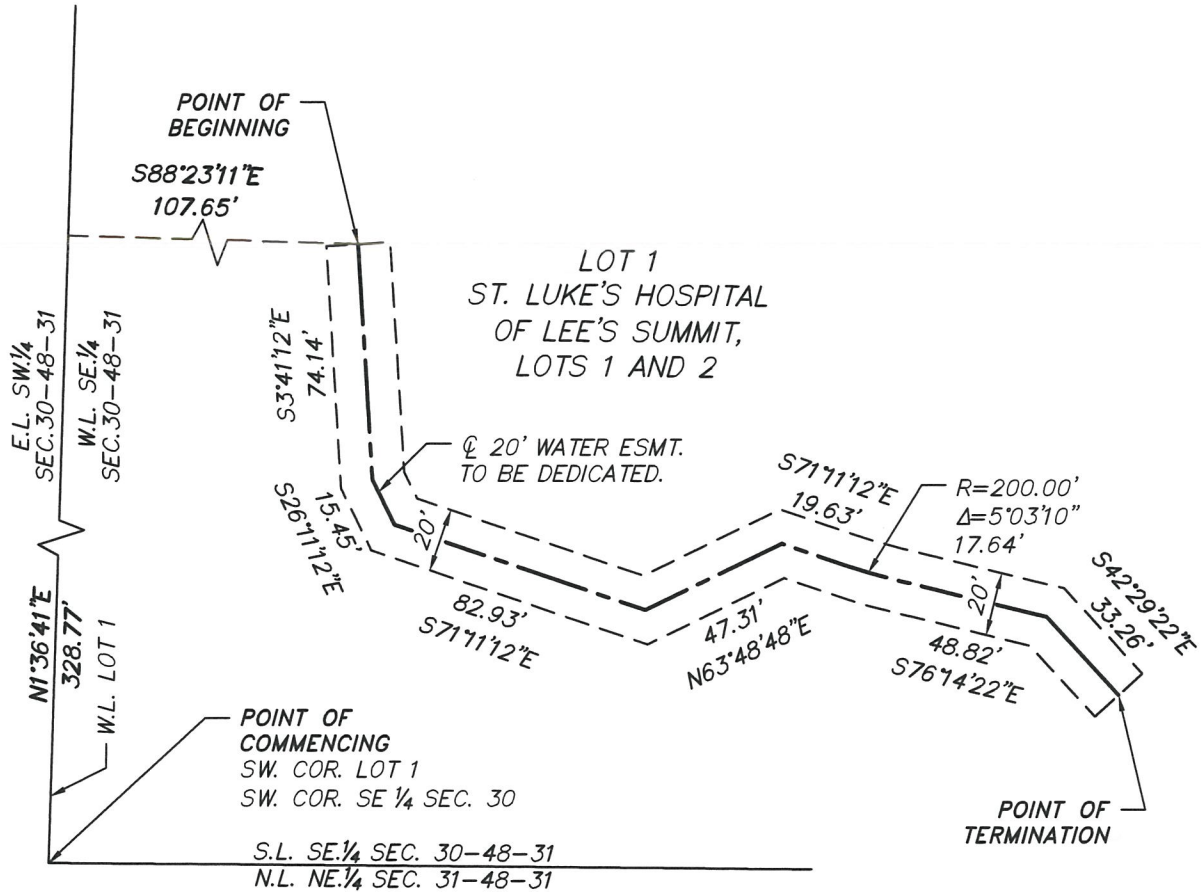 POINT OF
BEGINNING
S88°23'11"E
107.65'
LOT 1
ST. LUKE'S HOSPITAL
OF LEE'S SUMMIT,
LOTS 1 AND 2
E.L. SW.¼
SEC.30-48-31
W.L. SE.¼
SEC.30-48-31
S3°41'12"E
74.14'
℄ 20' WATER ESMT.
TO BE DEDICATED.
S26°11'12"E
15.45'
20'
82.93'
S71°11'12"E
47.31'
N63°48'48"E
S71°11'12"E
19.63'
R=200.00'
Δ=5°03'10"
17.64'
20'
48.82'
S76°14'22"E
S42°29'22"E
33.26'
N1°36'41"E
328.77'
W.L. LOT 1
POINT OF
COMMENCING
SW. COR. LOT 1
SW. COR. SE ¼ SEC. 30
POINT OF
TERMINATION
S.L. SE.¼ SEC. 30-48-31
N.L. NE.¼ SEC. 31-48-31